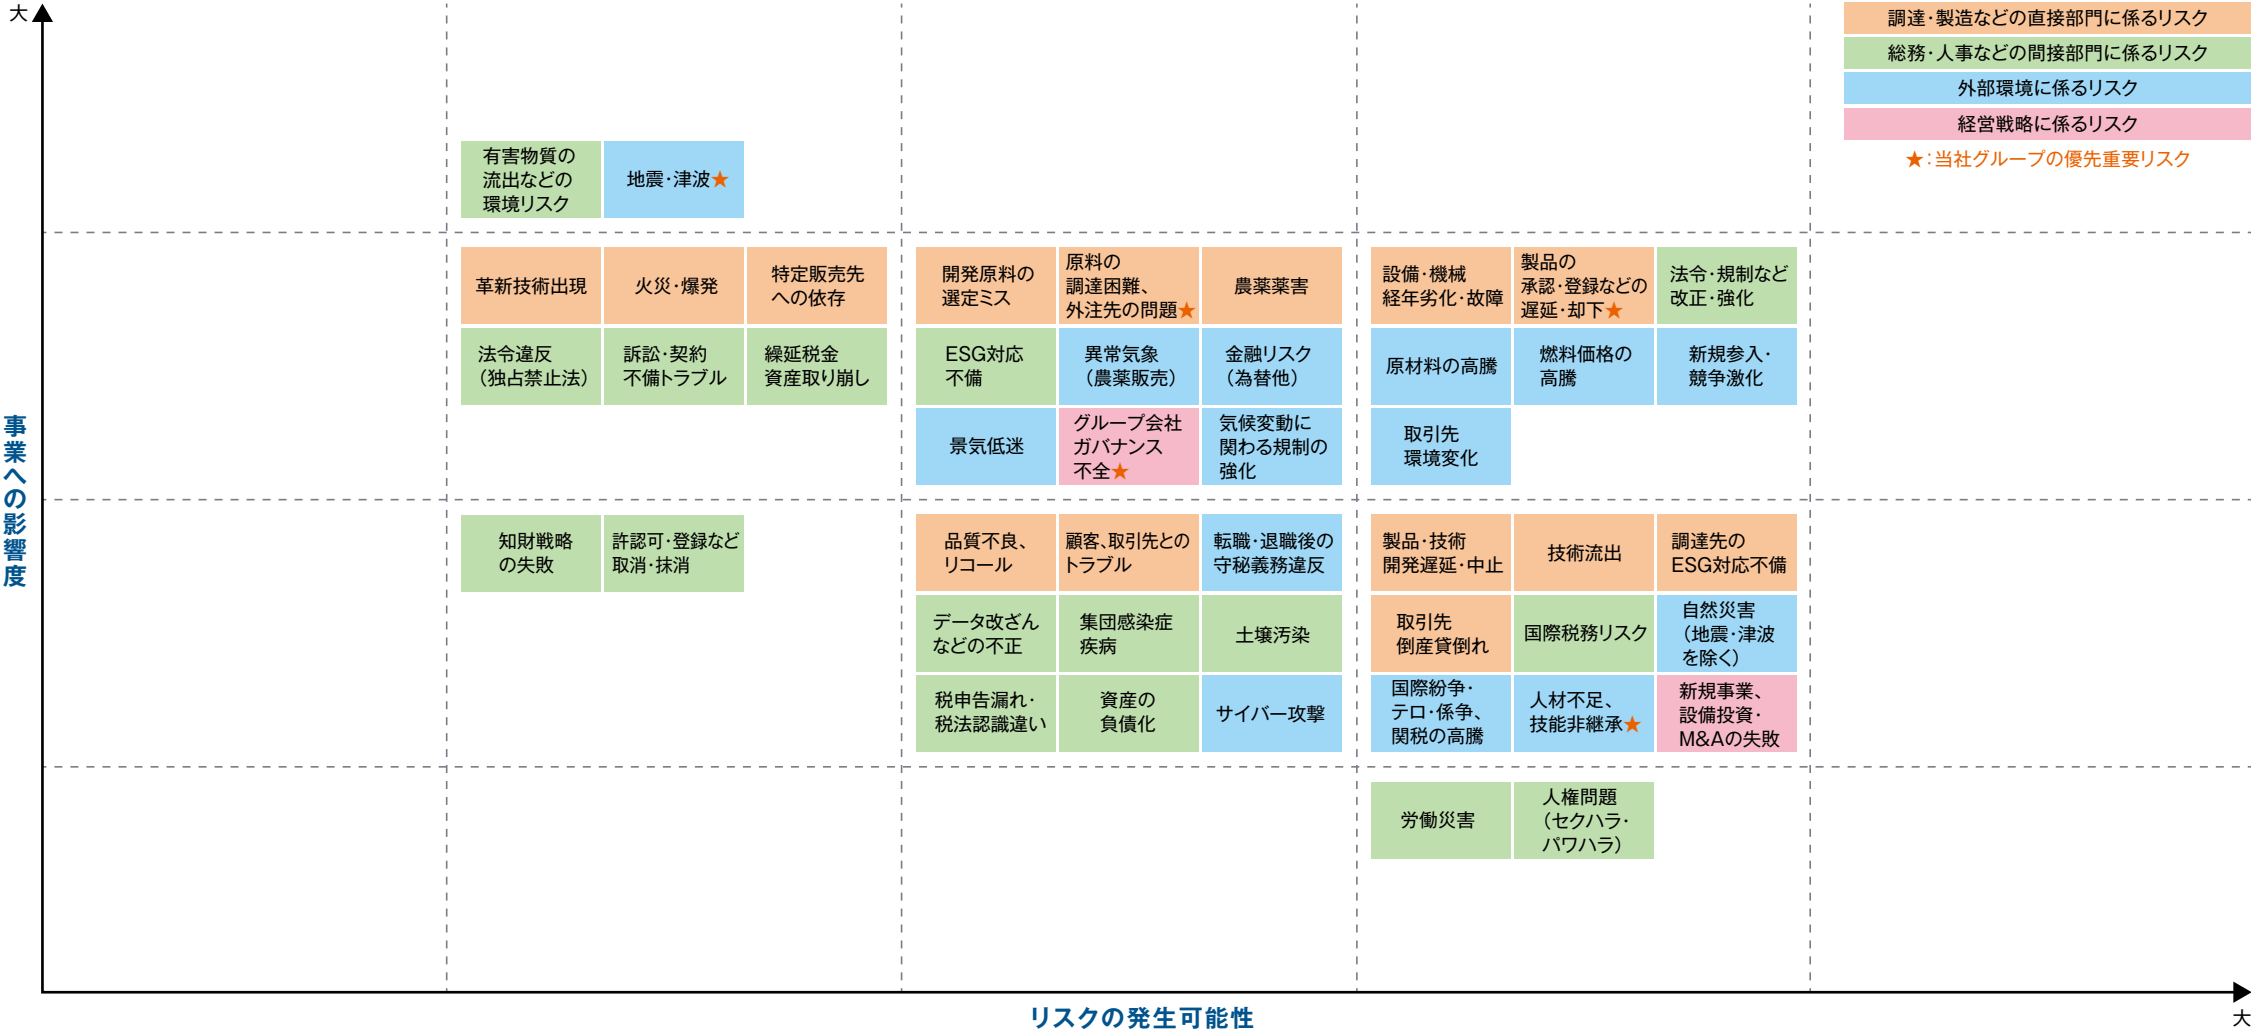 大
調達・製造などの直接部門に係るリスク
総務・人事などの間接部門に係るリスク
外部環境に係るリスク
経営戦略に係るリスク
★：当社グループの優先重要リスク
有害物質の
流出などの
環境リスク
地震・津波★
革新技術出現
火災・爆発
特定販売先
への依存
法令違反
（独占禁止法）
訴訟・契約
不備トラブル
繰延税金
資産取り崩し
開発原料の
選定ミス
原料の
調達困難、
外注先の問題★
農薬薬害
ESG対応
不備
異常気象
（農薬販売）
金融リスク
（為替他）
景気低迷
グループ会社
ガバナンス
不全★
気候変動に
関わる規制の
強化
設備・機械
経年劣化・故障
製品の
承認・登録などの
遅延・却下★
法令・規制など
改正・強化
原材料の高騰
燃料価格の
高騰
新規参入・
競争激化
取引先
環境変化
知財戦略
の失敗
許認可・登録など
取消・抹消
品質不良、
リコール
顧客、取引先との
トラブル
転職・退職後の
守秘義務違反
データ改ざん
などの不正
集団感染症
疾病
土壌汚染
税申告漏れ・
税法認識違い
資産の
負債化
サイバー攻撃
製品・技術
開発遅延・中止
技術流出
調達先の
ESG対応不備
取引先
倒産貸倒れ
国際税務リスク
自然災害
（地震・津波
を除く）
国際紛争・
テロ・係争、
関税の高騰
人材不足、
技能非継承★
新規事業、
設備投資・
M&Aの失敗
労働災害
人権問題
（セクハラ・
パワハラ）
事業への影響度
リスクの発生可能性
大